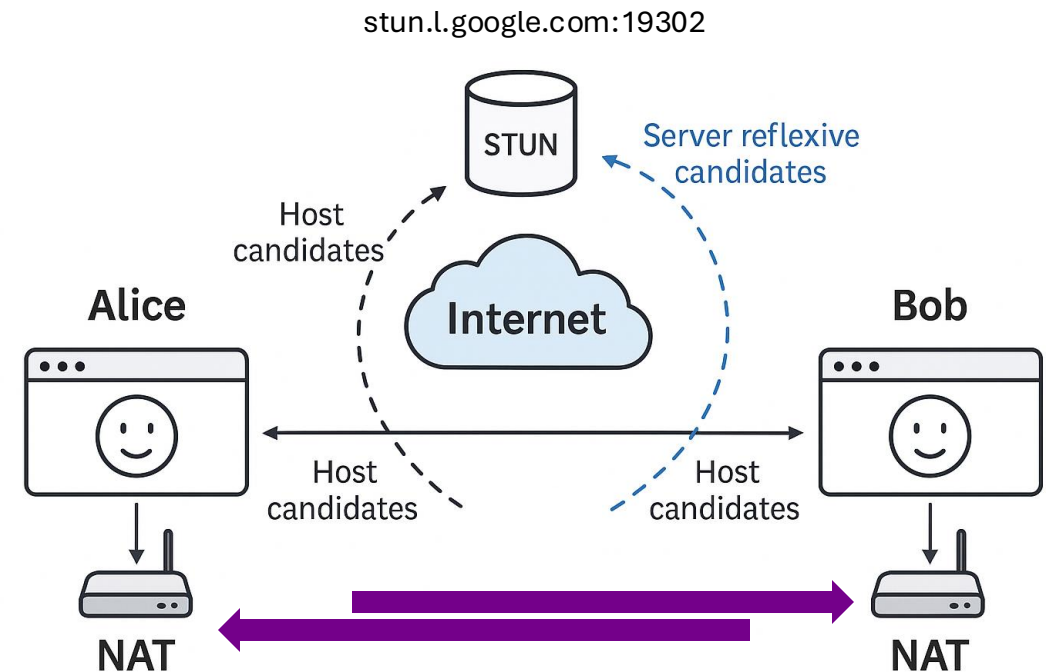 stun.l.google.com:19302
STUN
Server reflexive
candidates
Host
candidates
Internet
Alice
Bob
Host
candidates
Host
candidates
NAT
NAT